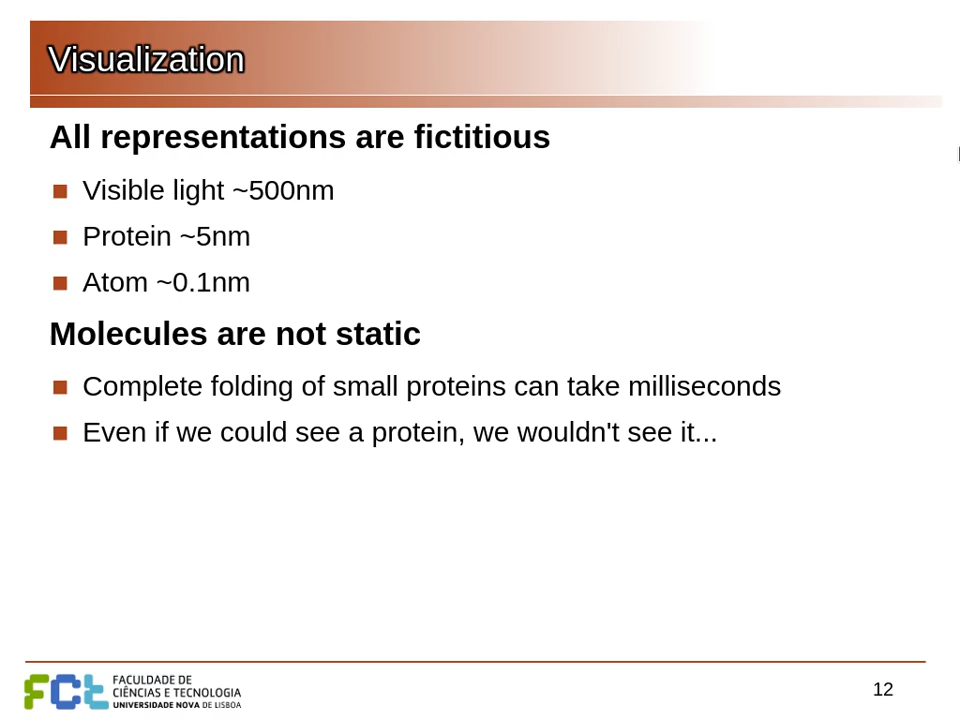 Visualization
All representations are fictitious
Visible light ~500nm
Protein ~5nm
Atom ~0.1nm
Molecules are not static
Complete folding of small proteins can take milliseconds
Even if we could see a protein, we wouldn't see it...
FCt
FACULDADE DE
CIÊNCIAS E TECNOLOGIA
UNIVERSIDADE NOVA DE LISBOA
12